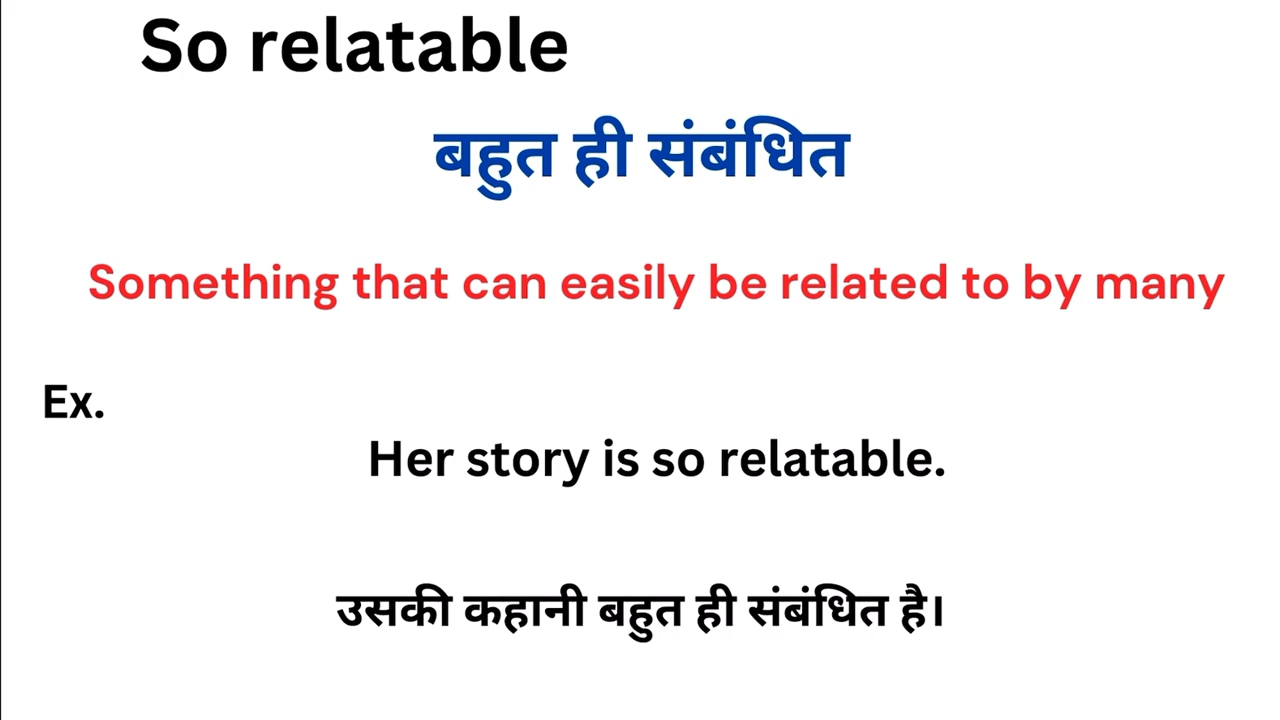 So relatable
बहुत ही संबंधित
Something that can easily be related to by many
Ex.
Her story is so relatable.
उसकी कहानी बहुत ही संबंधित है।